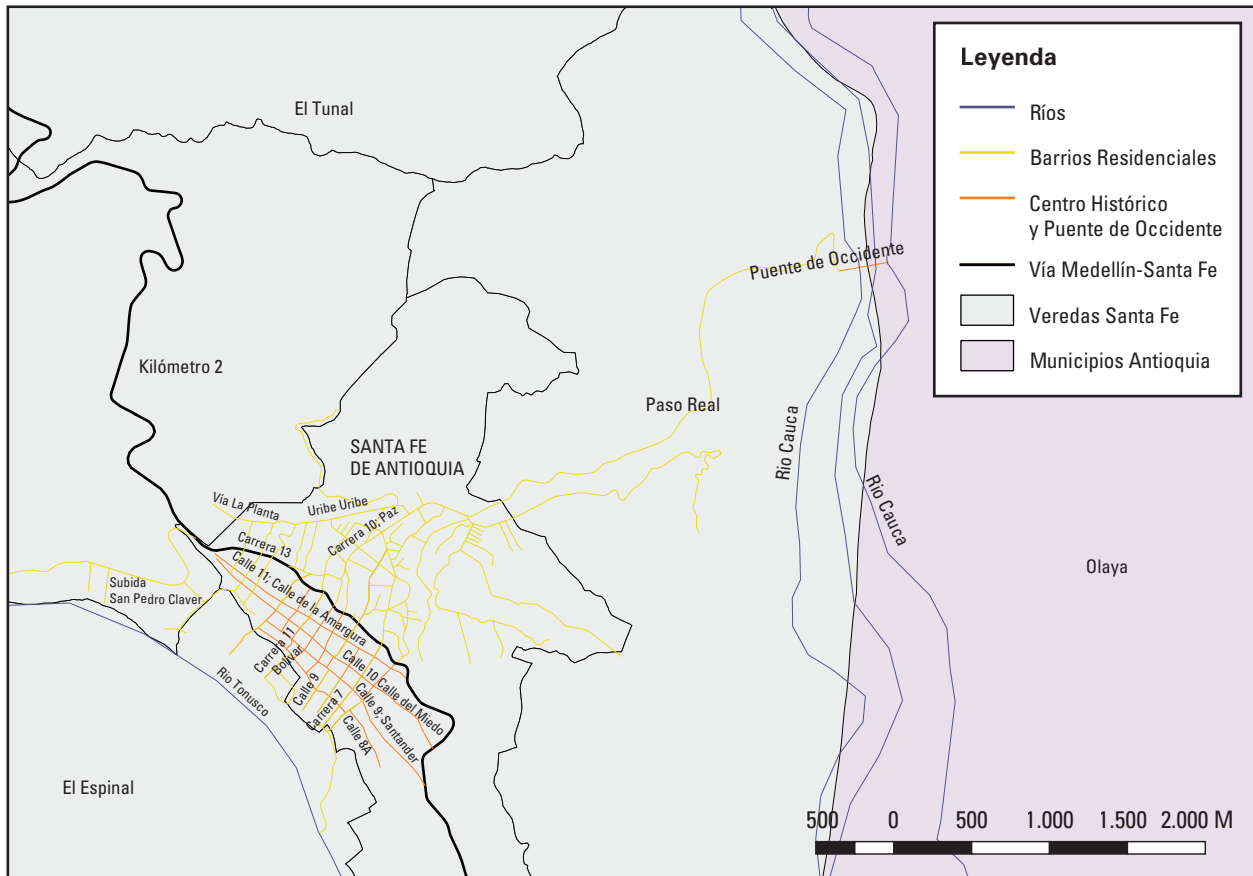 Leyenda
Ríos
Barrios Residenciales
Centro Histórico
y Puente de Occidente
Vía Medellín-Santa Fe
Veredas Santa Fe
Municipios Antioquia
El Tunal
Puente de Occidente
Kilómetro 2
Paso Real
Rio Cauca
Rio Cauca
SANTA FE
DE ANTIOQUIA
Vía La Planta
Uribe Uribe
Carrera 10; Paz
Carrera 13
Calle 11; Calle de la Amargura
Subida
San Pedro Claver
Olaya
Carrera 11
Bolívar
Calle 9
Carrera 7
Calle 10 Calle del Miedo
Calle 9; Santander
Calle 8A
Rio Tonusco
El Espinal
500 0 500 1.000 1.500 2.000 M